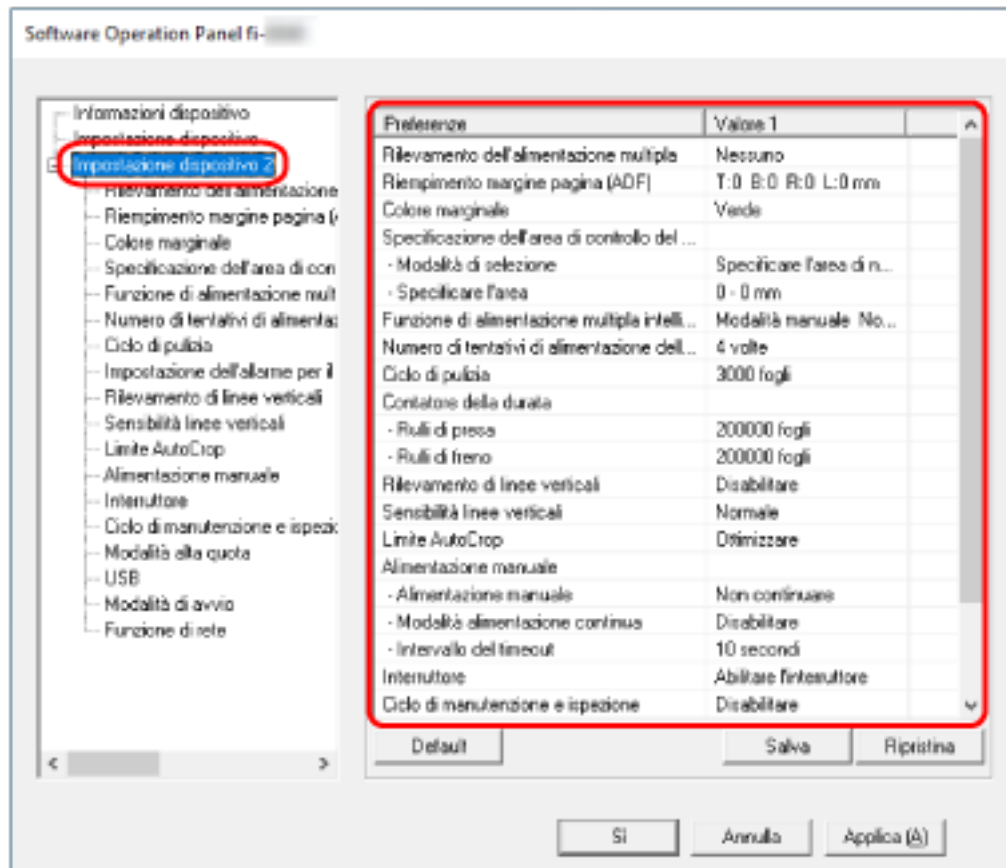 Software Operation Panel fi-
Informazioni dispositivo
Impostazione dispositivo
Impostazione dispositivo 2
Rilevamento dell'alimentazione
Riempimento margine pagina (
Colore marginale
Specificazione dell'area di con
Funzione di alimentazione mult
Numero di tentativi di alimentaz
Ciclo di pulizia
Impostazione dell'allarme per il
Rilevamento di linee verticali
Sensibilità linee verticali
Limite AutoCrop
Alimentazione manuale
Interruttore
Ciclo di manutenzione e ispezic
Modalità alta quota
USB
Modalità di avvio
Funzione di rete
Preferenze Valore 1
Rilevamento dell'alimentazione multipla Nessuno
Riempimento margine pagina (ADF) T:0 B:0 R:0 L:0 mm
Colore marginale Verde
Specificazione dell'area di controllo del ...
- Modalità di selezione Specificare l'area di n...
- Specificare l'area 0 - 0 mm
Funzione di alimentazione multipla intelli... Modalità manuale No...
Numero di tentativi di alimentazione dell... 4 volte
Ciclo di pulizia 3000 fogli
Contatore della durata
- Rulli di presa 200000 fogli
- Rulli di freno 200000 fogli
Rilevamento di linee verticali Disabilitare
Sensibilità linee verticali Normale
Limite AutoCrop Ottimizzare
Alimentazione manuale
- Alimentazione manuale Non continuare
- Modalità alimentazione continua Disabilitare
- Intervallo del timeout 10 secondi
Interruttore Abilitare l'interruttore
Ciclo di manutenzione e ispezione Disabilitare
Default Salva Ripristina
Sì Annulla Applica (A)